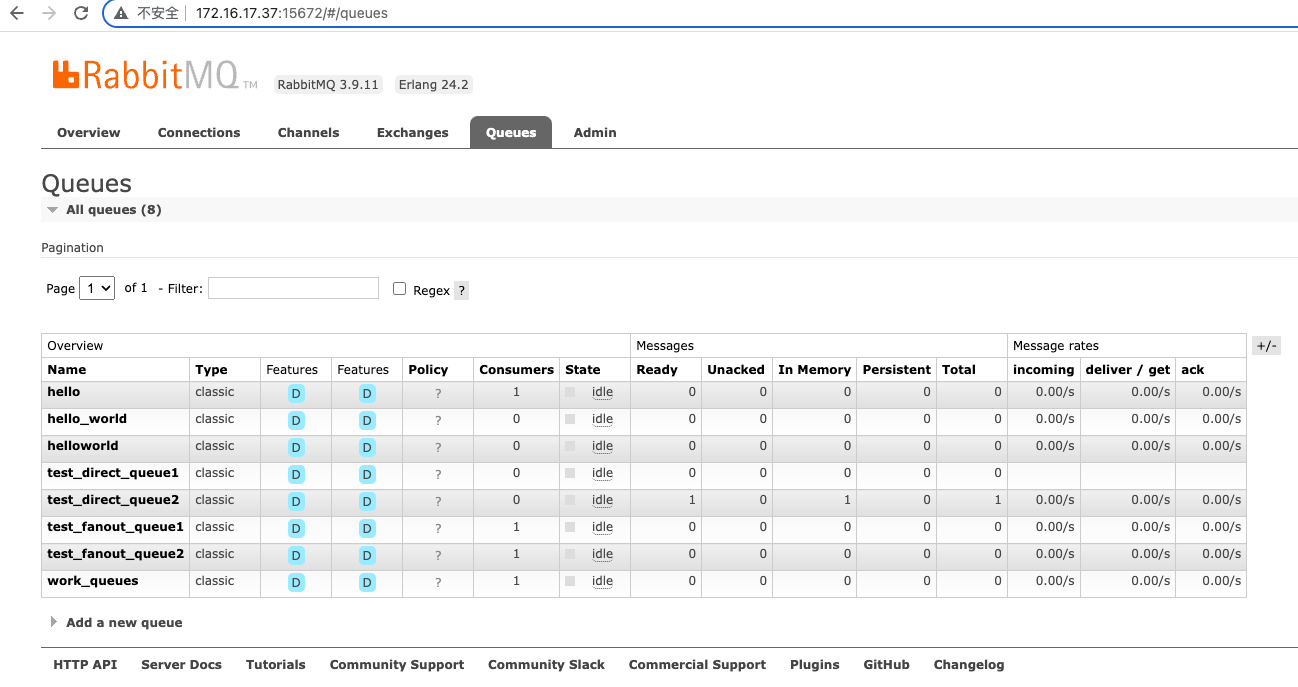 不安全 172.16.17.37:15672/#/queues
RabbitMQ TM RabbitMQ 3.9.11 Erlang 24.2
Overview Connections Channels Exchanges Queues Admin
Queues
All queues (8)
Pagination
Page 1 of 1 - Filter: Regex ?
Overview Messages Message rates +/-
Name Type Features Features Policy Consumers State Ready Unacked In Memory Persistent Total incoming deliver / get ack
hello classic D D ? 1 idle 0 0 0 0 0 0.00/s 0.00/s 0.00/s
hello_world classic D D ? 0 idle 0 0 0 0 0 0.00/s 0.00/s 0.00/s
helloworld classic D D ? 0 idle 0 0 0 0 0 0.00/s 0.00/s 0.00/s
test_direct_queue1 classic D D ? 0 idle 0 0 0 0 0
test_direct_queue2 classic D D ? 0 idle 1 0 1 0 1 0.00/s 0.00/s 0.00/s
test_fanout_queue1 classic D D ? 1 idle 0 0 0 0 0 0.00/s 0.00/s 0.00/s
test_fanout_queue2 classic D D ? 1 idle 0 0 0 0 0 0.00/s 0.00/s 0.00/s
work_queues classic D D ? 1 idle 0 0 0 0 0 0.00/s 0.00/s 0.00/s
Add a new queue
HTTP API Server Docs Tutorials Community Support Community Slack Commercial Support Plugins GitHub Changelog